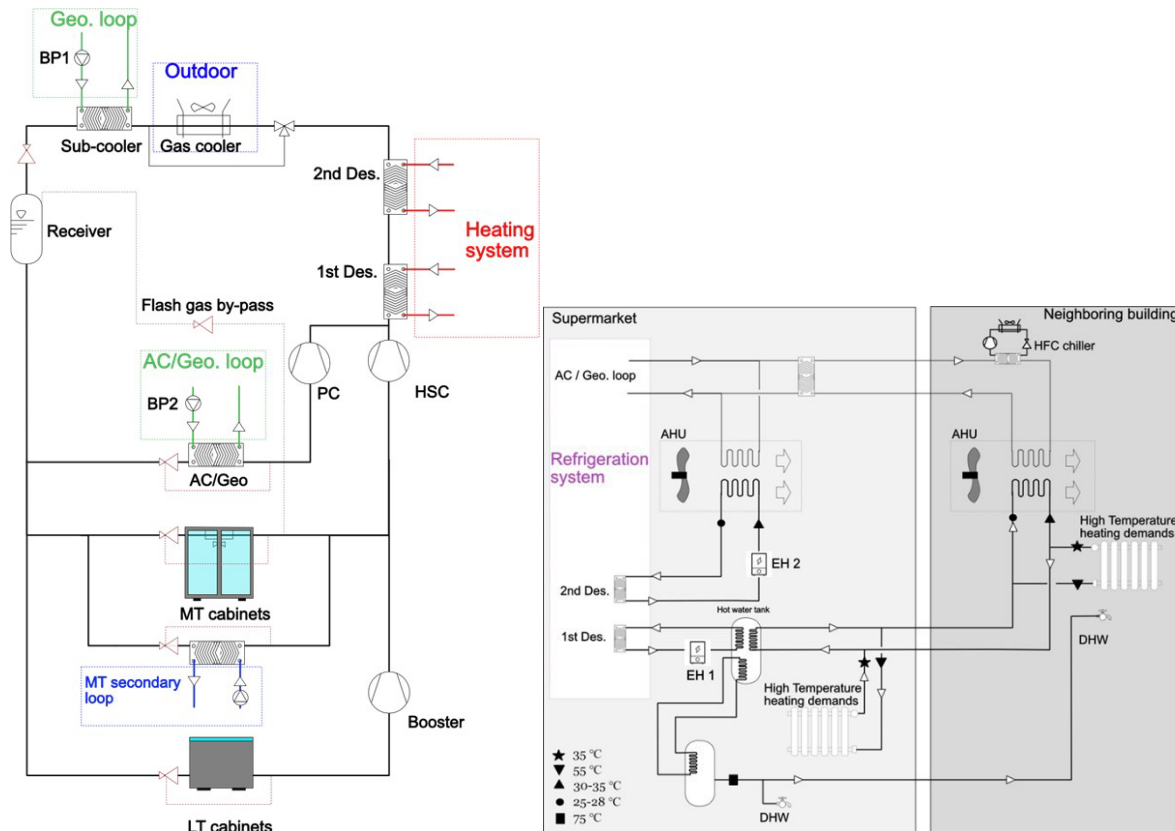 Geo. loop
BP1
Outdoor
Sub-cooler
Gas cooler
2nd Des.
Receiver
Heating
system
1st Des.
Flash gas by-pass
AC/Geo. loop
PC
HSC
BP2
AC/Geo
MT cabinets
MT secondary
loop
Booster
LT cabinets
Supermarket
Neighboring building
HFC chiller
AC / Geo. loop
AHU
AHU
Refrigeration
system
High Temperature
heating demands
EH 2
2nd Des.
Hot water tank
1st Des.
DHW
EH 1
High Temperature
heating demands
35 °C
55 °C
30-35 °C
25-28 °C
75 °C
DHW